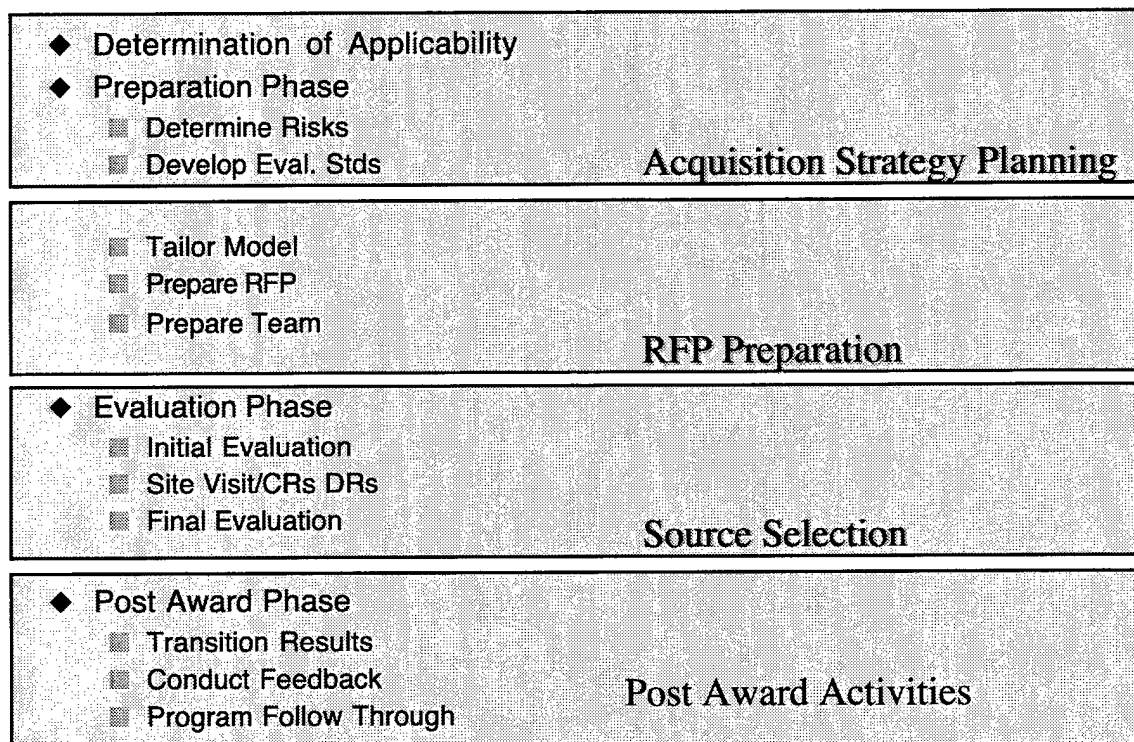 ◆ Determination of Applicability
◆ Preparation Phase
Determine Risks
Develop Eval. Stds
Acquisition Strategy Planning
Tailor Model
Prepare RFP
Prepare Team
RFP Preparation
◆ Evaluation Phase
Initial Evaluation
Site Visit/CRs DRs
Final Evaluation
Source Selection
◆ Post Award Phase
Transition Results
Conduct Feedback
Program Follow Through
Post Award Activities